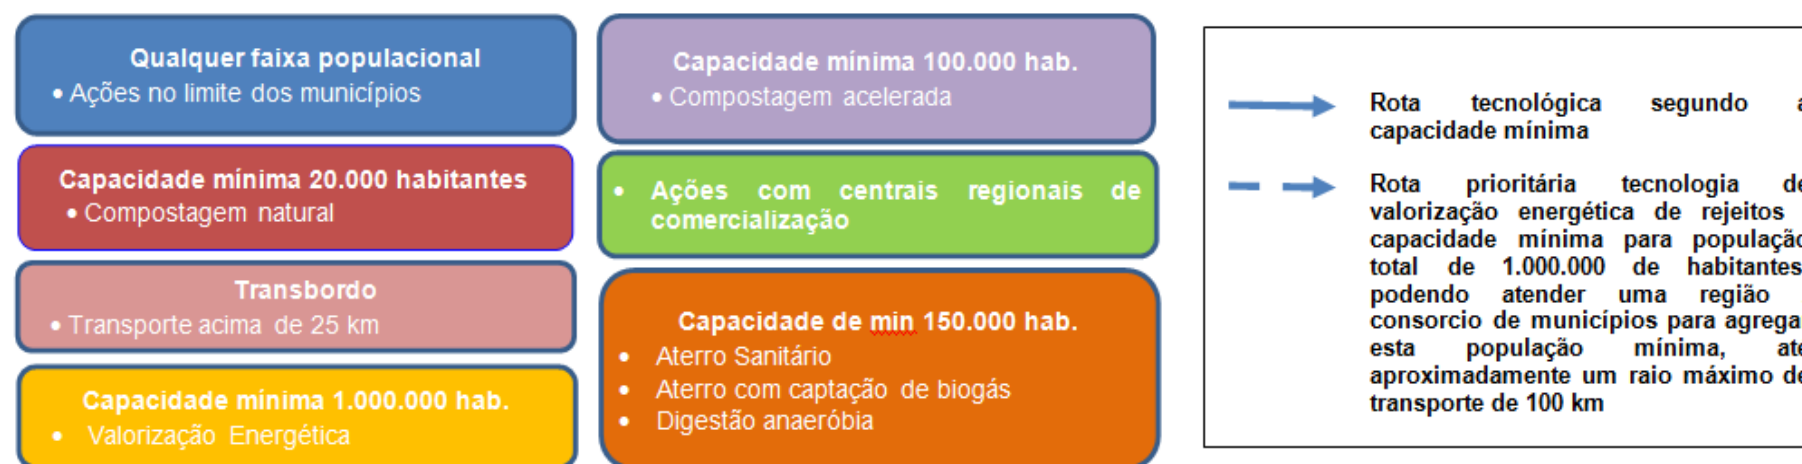 Qualquer faixa populacional
• Ações no limite dos municípios
Capacidade mínima 20.000 habitantes
• Compostagem natural
Transbordo
• Transporte acima de 25 km
Capacidade mínima 1.000.000 hab.
• Valorização Energética
Capacidade mínima 100.000 hab.
• Compostagem acelerada
• Ações com centrais regionais de
comercialização
Capacidade de min 150.000 hab.
• Aterro Sanitário
• Aterro com captação de biogás
• Digestão anaeróbia
Rota tecnológica segundo
capacidade mínima
Rota prioritária tecnologia de
valorização energética de rejeitos
capacidade mínima para população
total de 1.000.000 de habitantes
podendo atender uma região
consorcio de municípios para agrega
esta população mínima, até
aproximadamente um raio máximo de
transporte de 100 km